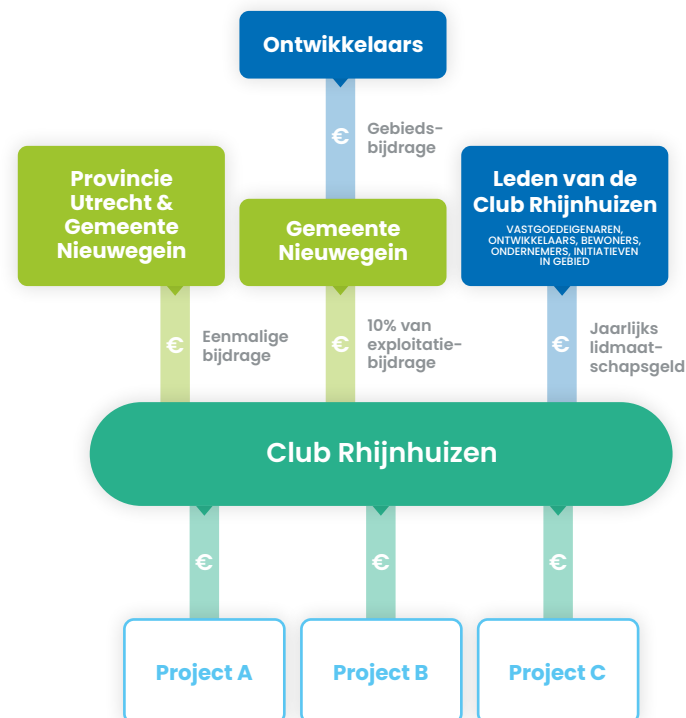 Ontwikkelaars
€
Gebieds-
bijdrage
Provincie
Utrecht &
Gemeente
Nieuwegein
Gemeente
Nieuwegein
Leden van de
Club Rhijnhuizen
VASTGOEDEIGENAREN,
ONTWIKKELAARS, BEWONERS,
ONDERNEMERS, INITIATIEVEN
IN GEBIED
€
Eenmalige
bijdrage
€
10% van
exploitatie-
bijdrage
€
Jaarlijks
lidmaat-
schapsgeld
Club Rhijnhuizen
€
€
€
Project A
Project B
Project C